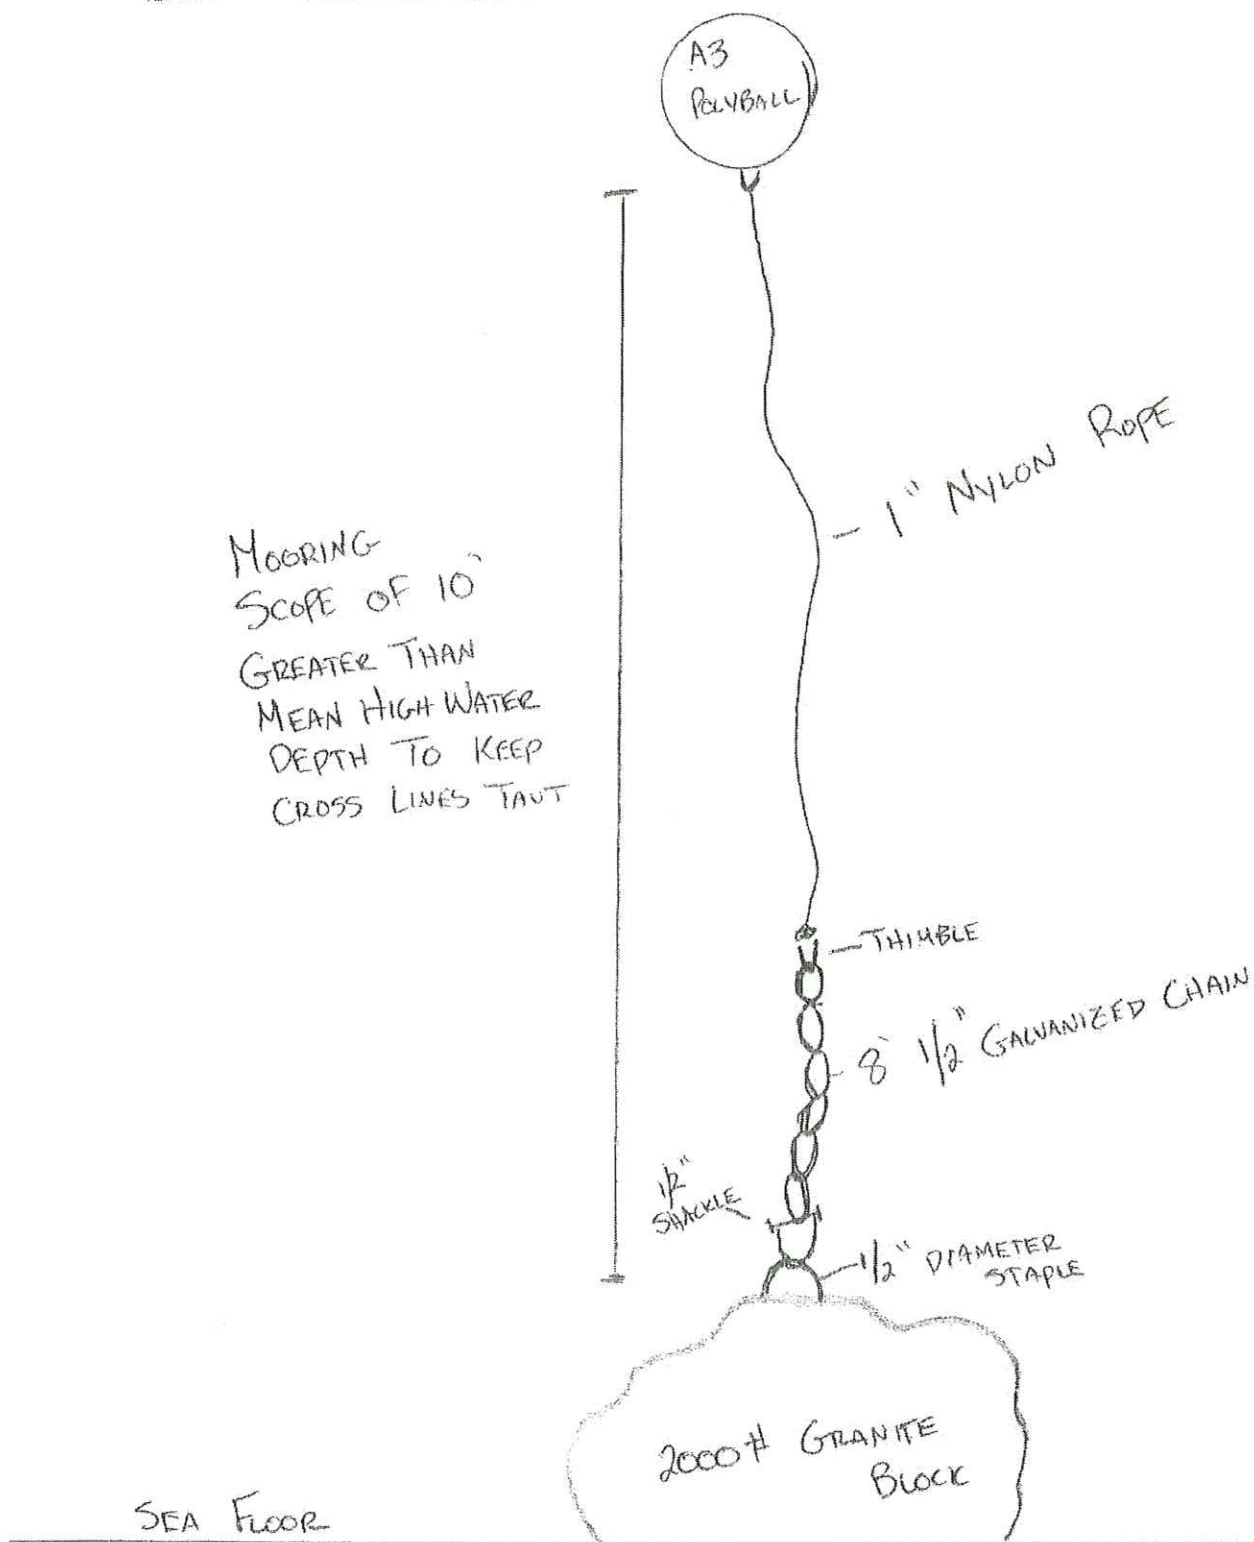 A3
POLYBALL
1" NYLON ROPE
MOORING
SCOPE OF 10'
GREATER THAN
MEAN HIGH WATER
DEPTH TO KEEP
CROSS LINES TAUT
THIMBLE
8' 1/2" GALVANIZED CHAIN
1/2"
SHACKLE
1/2" DIAMETER
STAPLE
2000# GRANITE
BLOCK
SEA FLOOR